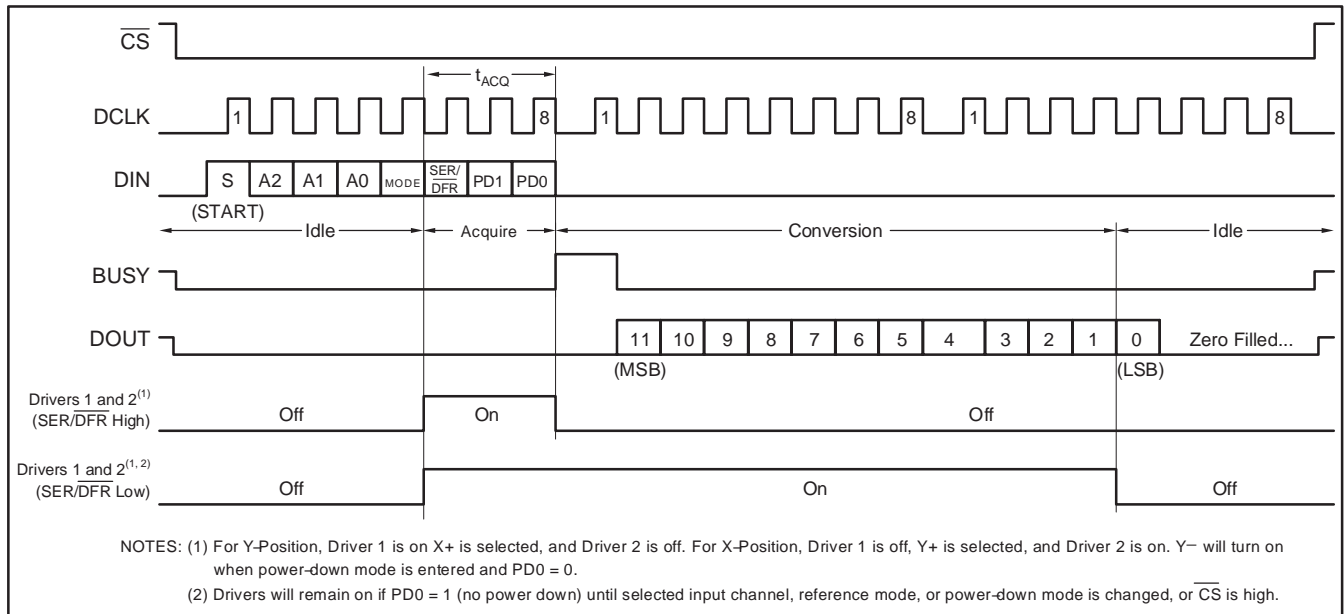 CS
tACQ
DCLK 1 8 1 8 1 8
DIN S A2 A1 A0 MODE SER/DFR PD1 PD0
(START)
Idle Acquire Conversion Idle
BUSY
DOUT 11 10 9 8 7 6 5 4 3 2 1 0 Zero Filled...
(MSB) (LSB)
Drivers 1 and 2(1)
(SER/DFR High) Off On Off
Drivers 1 and 2(1, 2)
(SER/DFR Low) Off On Off
NOTES: (1) For Y-Position, Driver 1 is on X+ is selected, and Driver 2 is off. For X-Position, Driver 1 is off, Y+ is selected, and Driver 2 is on. Y− will turn on
when power-down mode is entered and PD0 = 0.
(2) Drivers will remain on if PD0 = 1 (no power down) until selected input channel, reference mode, or power-down mode is changed, or CS is high.